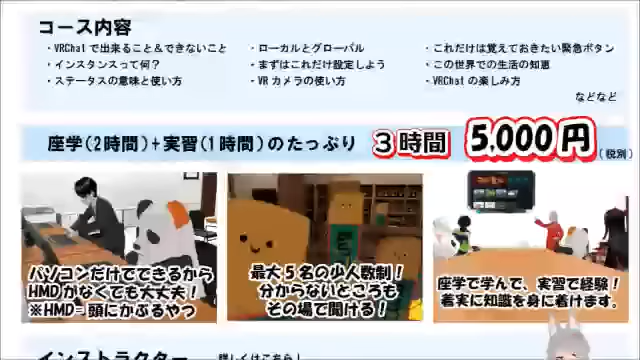 コース内容
・VRChatで出来ること＆できないこと
・インスタンスって何？
・ステータスの意味と使い方
・ローカルとグローバル
・まずはこれだけ設定しよう
・VRカメラの使い方
・これだけは覚えておきたい緊急ボタン
・この世界での生活の知恵
・VRChatの楽しみ方
などなど
座学(2時間)+実習(1時間)のたっぷり 3時間 5,000円(税別)
パソコンだけでできるから
HMDがなくても大丈夫！
※HMD=頭にかぶるやつ
最大5名の少人数制！
分からないところも
その場で聞ける！
座学で学んで、実習で経験！
着実に知識を身に着けます。
インストラクター 詳しくはこちら！